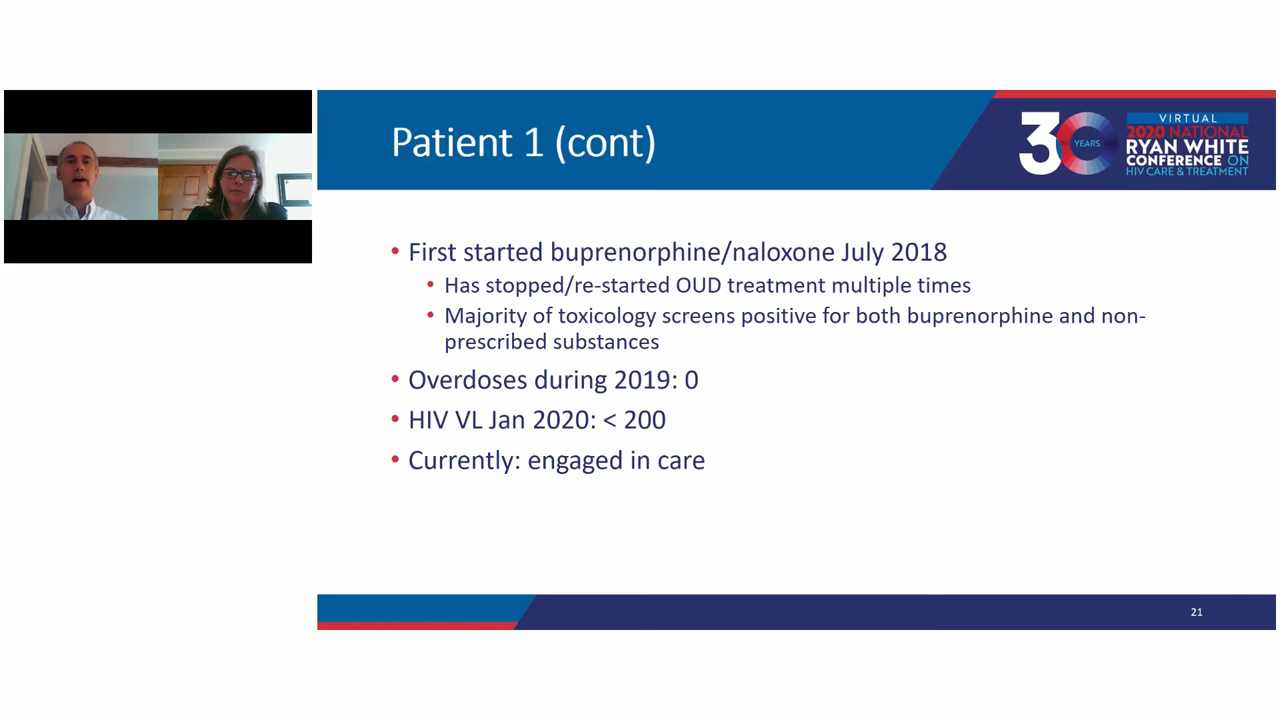 Patient 1 (cont)
30
YEARS
VIRTUAL
2020 NATIONAL
RYAN WHITE
CONFERENCE ON
HIV CARE & TREATMENT
• First started buprenorphine/naloxone July 2018
• Has stopped/re-started OUD treatment multiple times
• Majority of toxicology screens positive for both buprenorphine and non-
prescribed substances
• Overdoses during 2019: 0
• HIV VL Jan 2020: < 200
• Currently: engaged in care
21